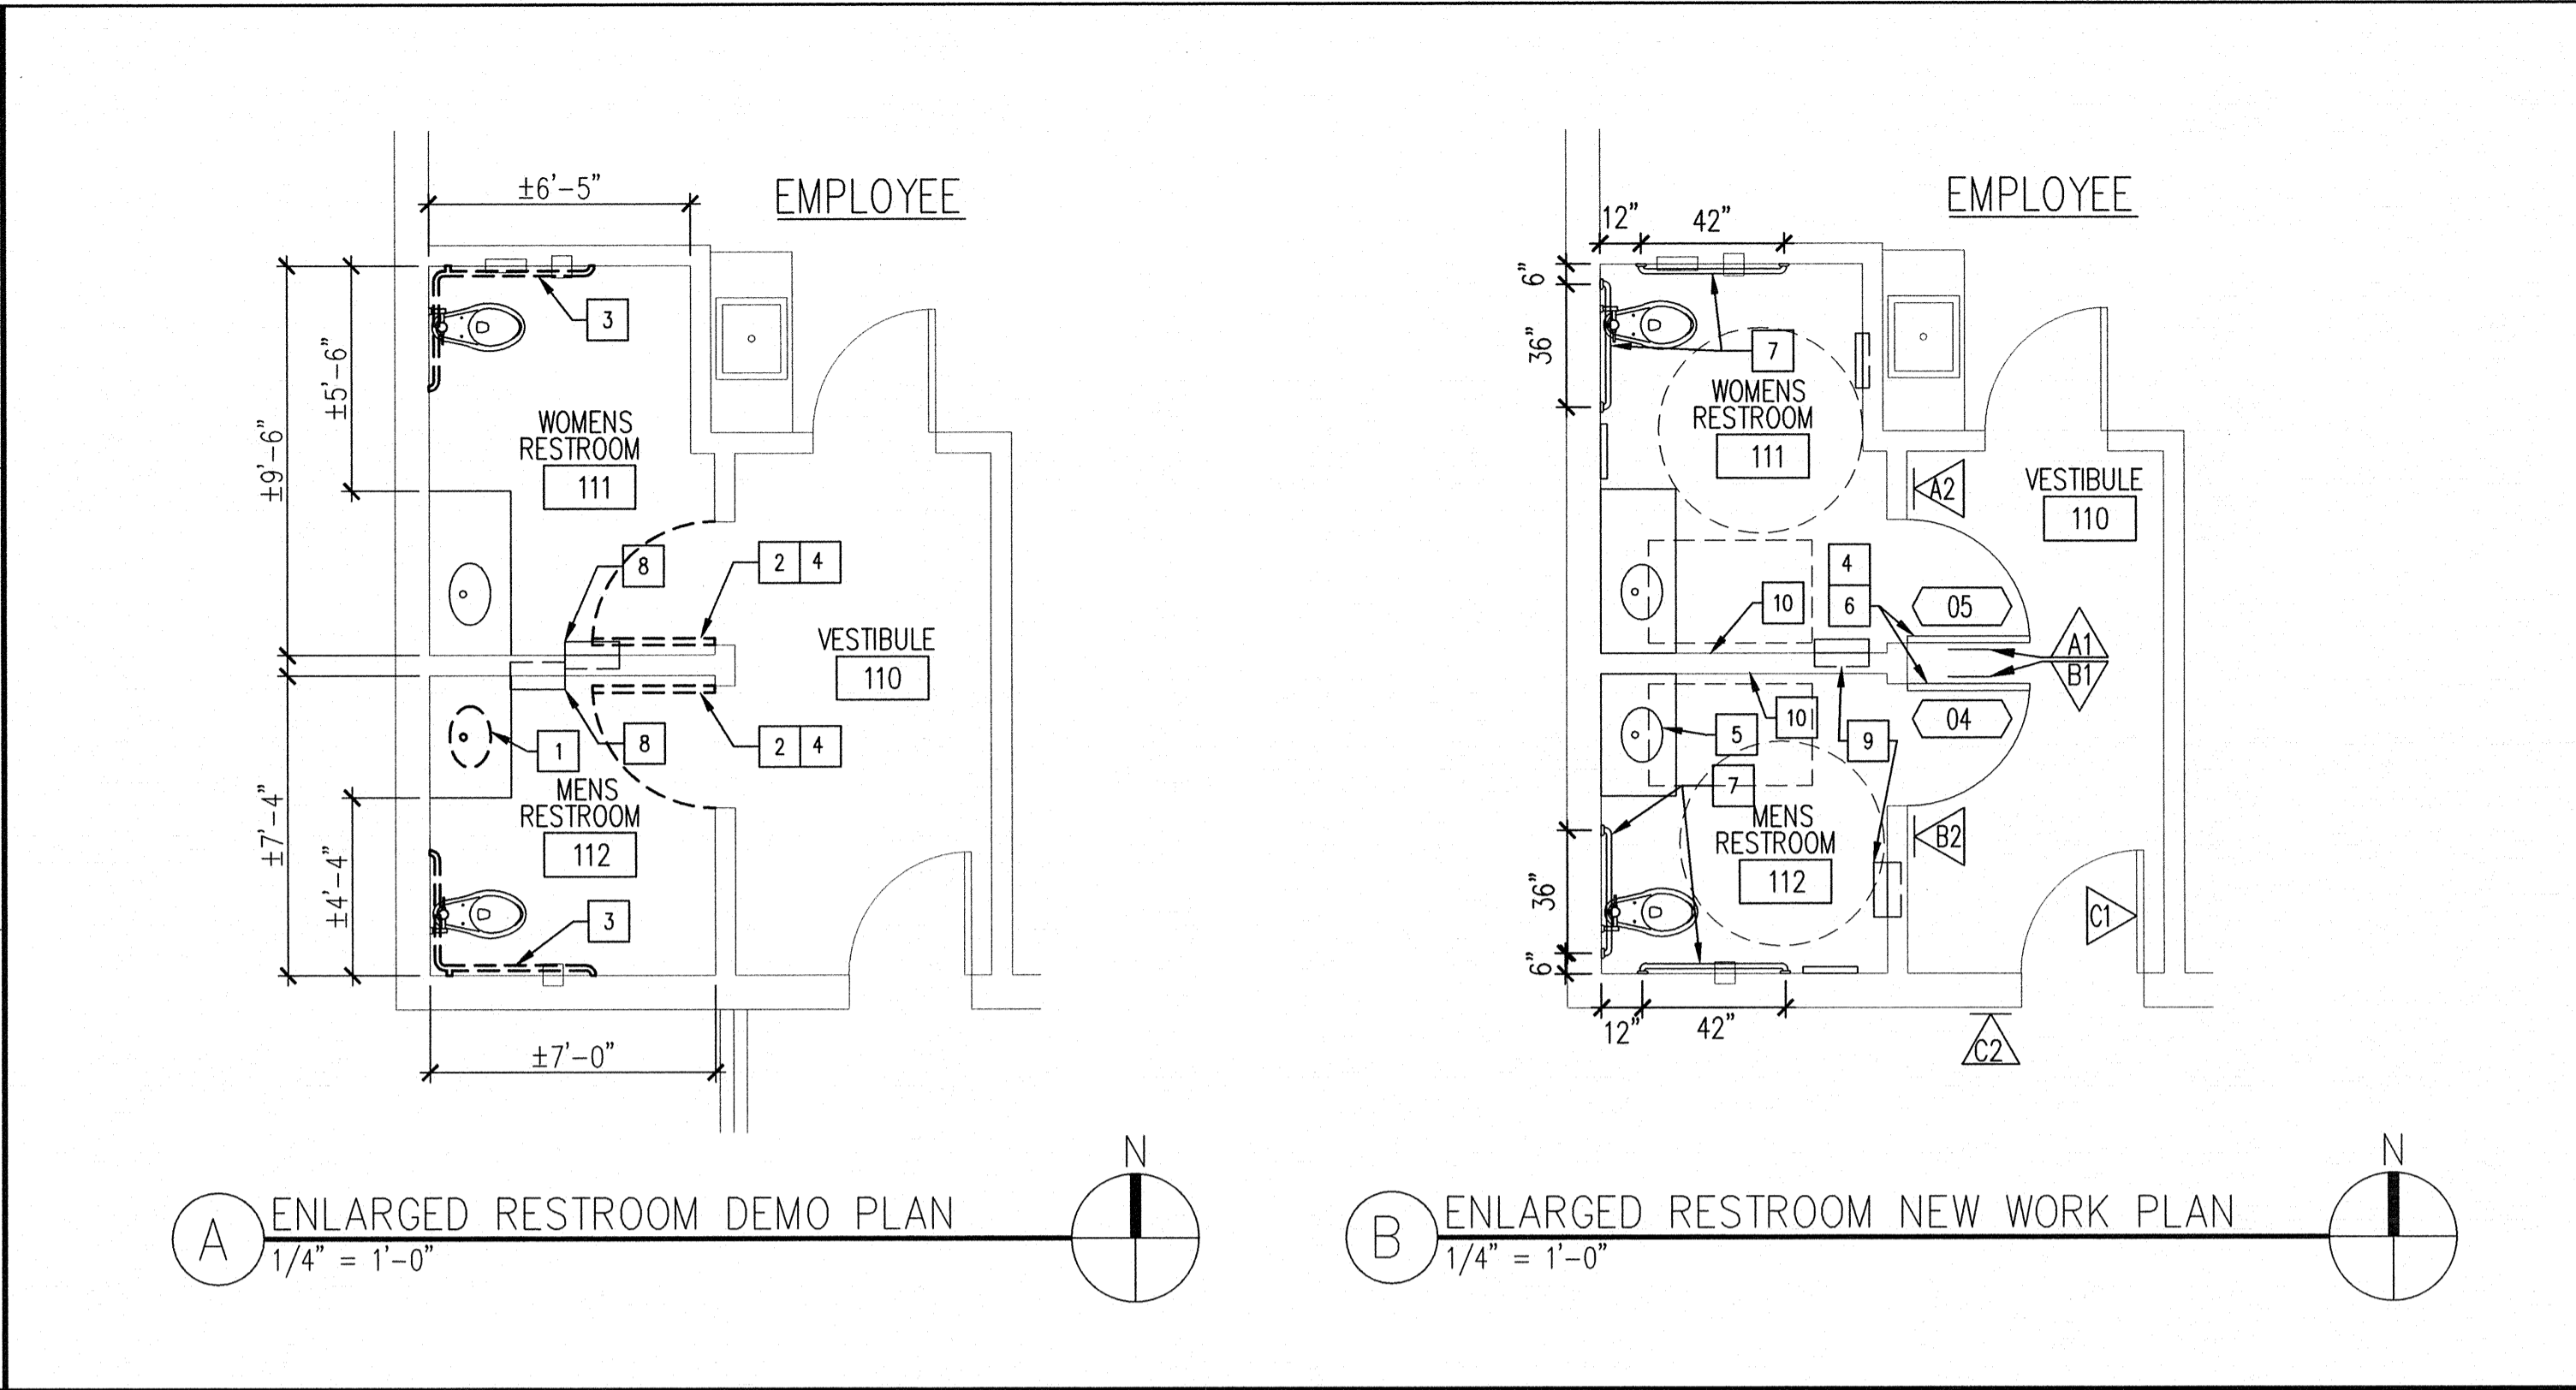 ±6'-5"
EMPLOYEE
3
±5'-6"
±9'-6"
WOMENS
RESTROOM
111
8
2 4
VESTIBULE
110
1
8
2 4
MENS
RESTROOM
112
±7'-4"
±4'-4"
3
±7'-0"
N
A
ENLARGED RESTROOM DEMO PLAN
1/4" = 1'-0"
EMPLOYEE
12"
42"
6"
36"
7
WOMENS
RESTROOM
111
A2
VESTIBULE
110
4
6
10
05
A1
B1
5
10
9
04
7
MENS
RESTROOM
112
B2
36"
6"
C1
12"
42"
C2
N
B
ENLARGED RESTROOM NEW WORK PLAN
1/4" = 1'-0"